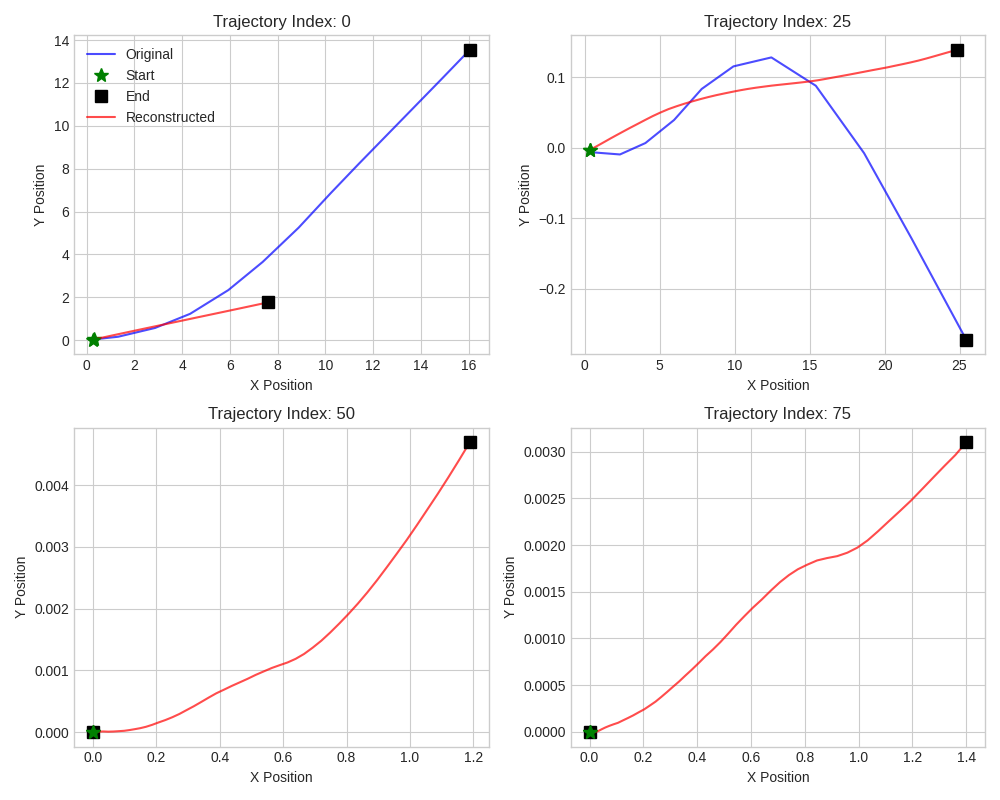 Trajectory Index: 0
14
12
10
8
6
4
2
0
Y Position
Original
Start
End
Reconstructed
0 2 4 6 8 10 12 14 16
X Position
Trajectory Index: 25
0.1
0.0
−0.1
−0.2
Y Position
0 5 10 15 20 25
X Position
Trajectory Index: 50
0.004
0.003
0.002
0.001
0.000
Y Position
0.0 0.2 0.4 0.6 0.8 1.0 1.2
X Position
Trajectory Index: 75
0.0030
0.0025
0.0020
0.0015
0.0010
0.0005
0.0000
Y Position
0.0 0.2 0.4 0.6 0.8 1.0 1.2 1.4
X Position